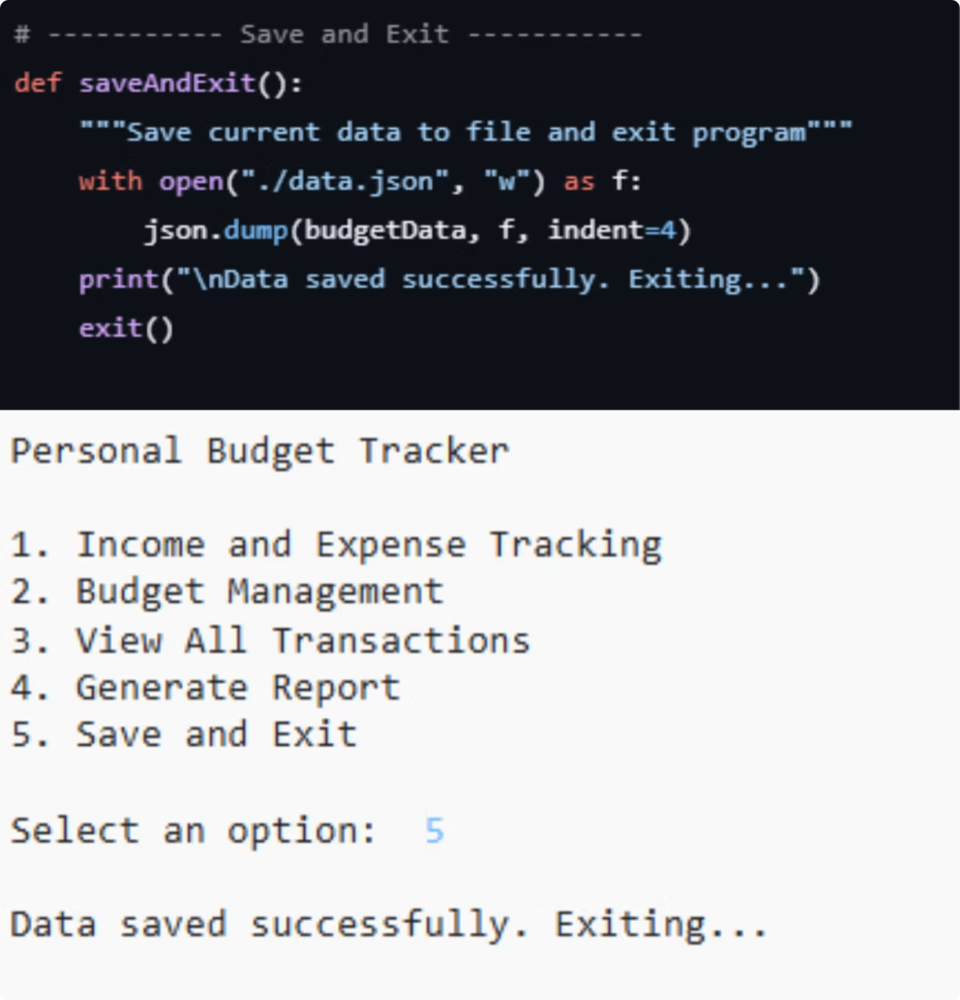 # ----------- Save and Exit -----------
def saveAndExit():
    """Save current data to file and exit program"""
    with open("./data.json", "w") as f:
        json.dump(budgetData, f, indent=4)
    print("\nData saved successfully. Exiting...")
    exit()
Personal Budget Tracker
1. Income and Expense Tracking
2. Budget Management
3. View All Transactions
4. Generate Report
5. Save and Exit
Select an option:  5
Data saved successfully. Exiting...